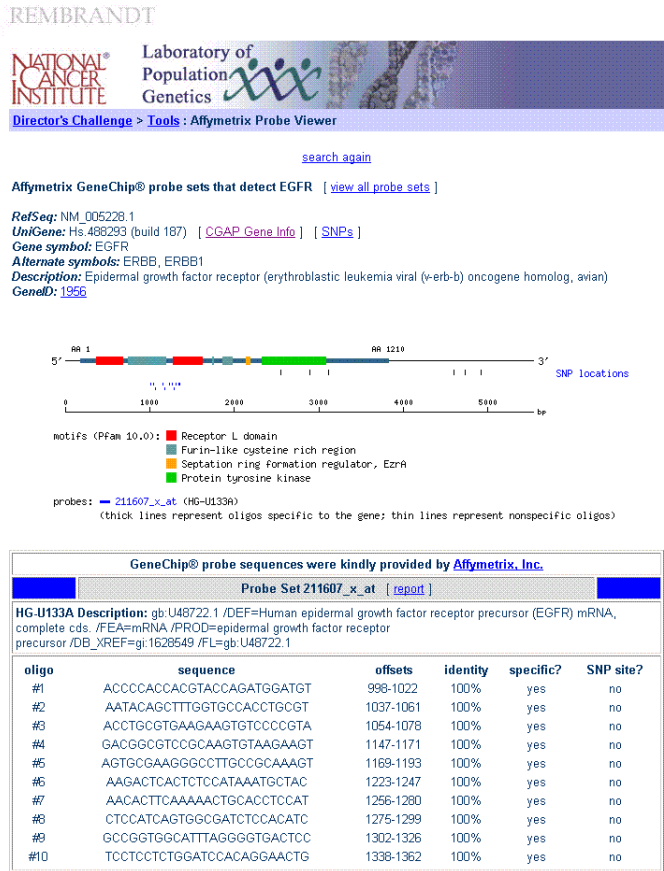 REMBRANDT
NATIONAL® CANCER INSTITUTE
Laboratory of Population Genetics
Director's Challenge > Tools : Affymetrix Probe Viewer
search again
Affymetrix GeneChip® probe sets that detect EGFR [ view all probe sets ]
RefSeq: NM_005228.1
UniGene: Hs.488293 (build 187) [ CGAP Gene Info ] [ SNPs ]
Gene symbol: EGFR
Alternate symbols: ERBB, ERBB1
Description: Epidermal growth factor receptor (erythroblastic leukemia viral (v-erb-b) oncogene homolog, avian)
GeneID: 1956
AA 1 AA 1210
5' 3'
SNP locations
0 1000 2000 3000 4000 5000 bp
motifs (Pfam 10.0): Receptor L domain
Furin-like cysteine rich region
Septation ring formation regulator, EzrA
Protein tyrosine kinase
probes: 211607_x_at (HG-U133A)
(thick lines represent oligos specific to the gene; thin lines represent nonspecific oligos)
GeneChip® probe sequences were kindly provided by Affymetrix, Inc.
Probe Set 211607_x_at [ report ]
HG-U133A Description: gb:U48722.1 /DEF=Human epidermal growth factor receptor precursor (EGFR) mRNA,
complete cds. /FEA=mRNA /PROD=epidermal growth factor receptor
precursor /DB_XREF=gi:1628549 /FL=gb:U48722.1
oligo sequence offsets identity specific? SNP site?
#1 ACCCCACCACGTACCAGATGGATGT 998-1022 100% yes no
#2 AATACAGCTTTGGTGCCACCTGCGT 1037-1061 100% yes no
#3 ACCTGCGTGAAGAAGTGTCCCCGTA 1054-1078 100% yes no
#4 GACGGCGTCCGCAAGTGTAAGAAGT 1147-1171 100% yes no
#5 AGTGCGAAGGGCCTTGCCGCAAAGT 1169-1193 100% yes no
#6 AAGACTCACTCTCCATAAATGCTAC 1223-1247 100% yes no
#7 AACACTTCAAAAACTGCACCTCCAT 1256-1280 100% yes no
#8 CTCCATCAGTGGCGATCTCCACATC 1275-1299 100% yes no
#9 GCCGGTGGCATTTAGGGGTGACTCC 1302-1326 100% yes no
#10 TCCTCCTCTGGATCCACAGGAACTG 1338-1362 100% yes no